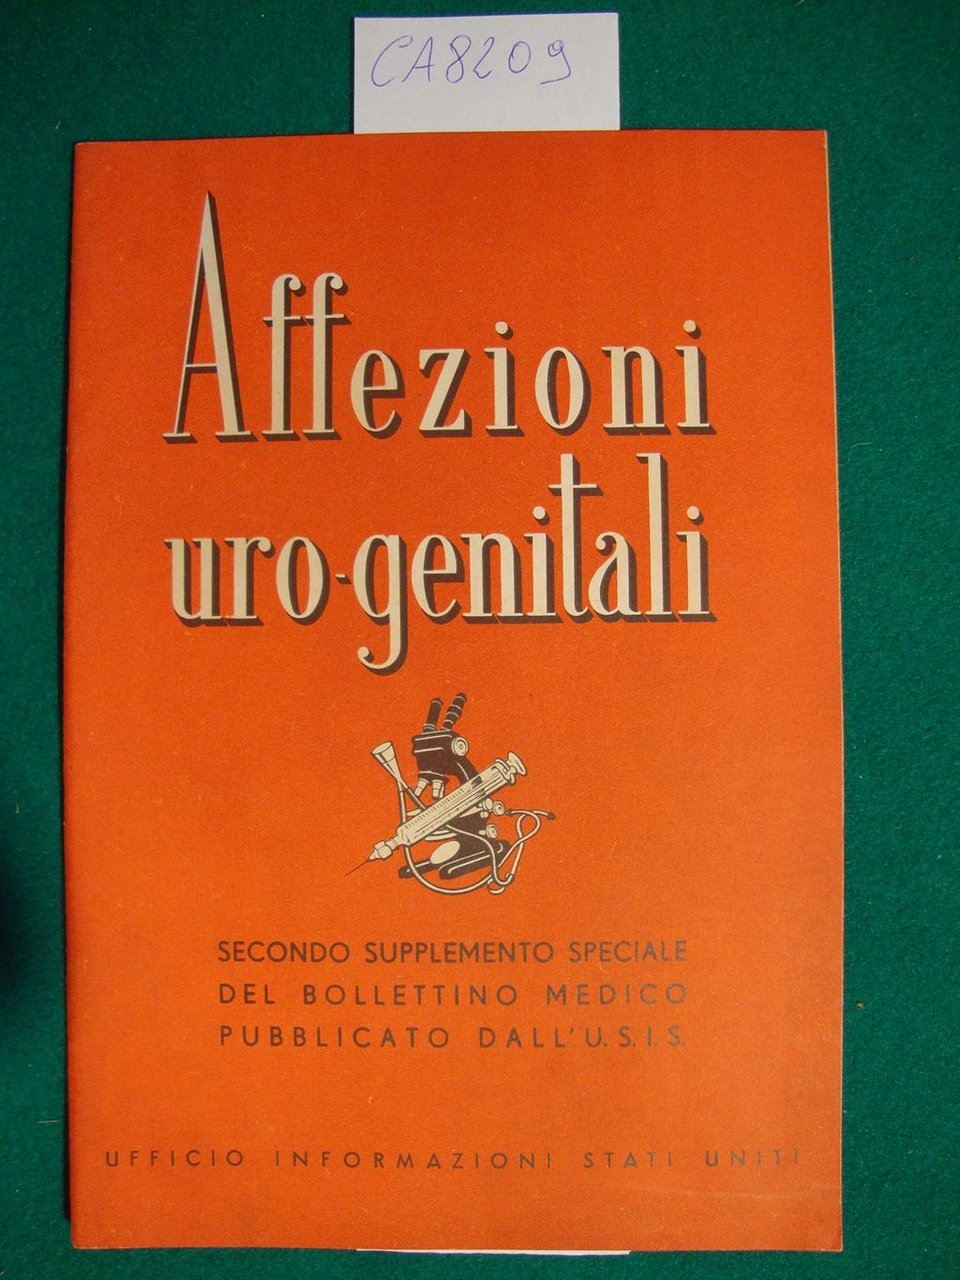 CA8209
Affezioni
uro-genitali
SECONDO SUPPLEMENTO SPECIALE
DEL BOLLETTINO MEDICO
PUBBLICATO DALL'U.S.I.S.
UFFICIO INFORMAZIONI STATI UNITI